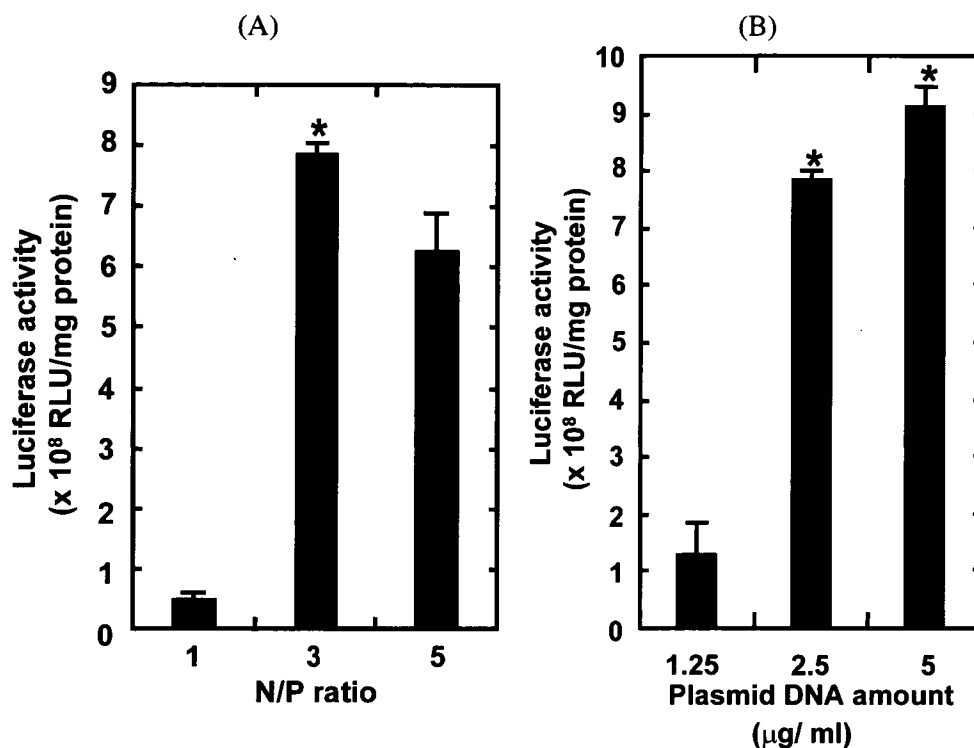 (A)
9
8
7
6
5
4
3
2
1
0
*
Luciferase activity
(x 10⁸ RLU/mg protein)
1 3 5
N/P ratio
(B)
10
9
8
7
6
5
4
3
2
1
0
*
*
Luciferase activity
(x 10⁸ RLU/mg protein)
1.25 2.5 5
Plasmid DNA amount
(μg/ ml)